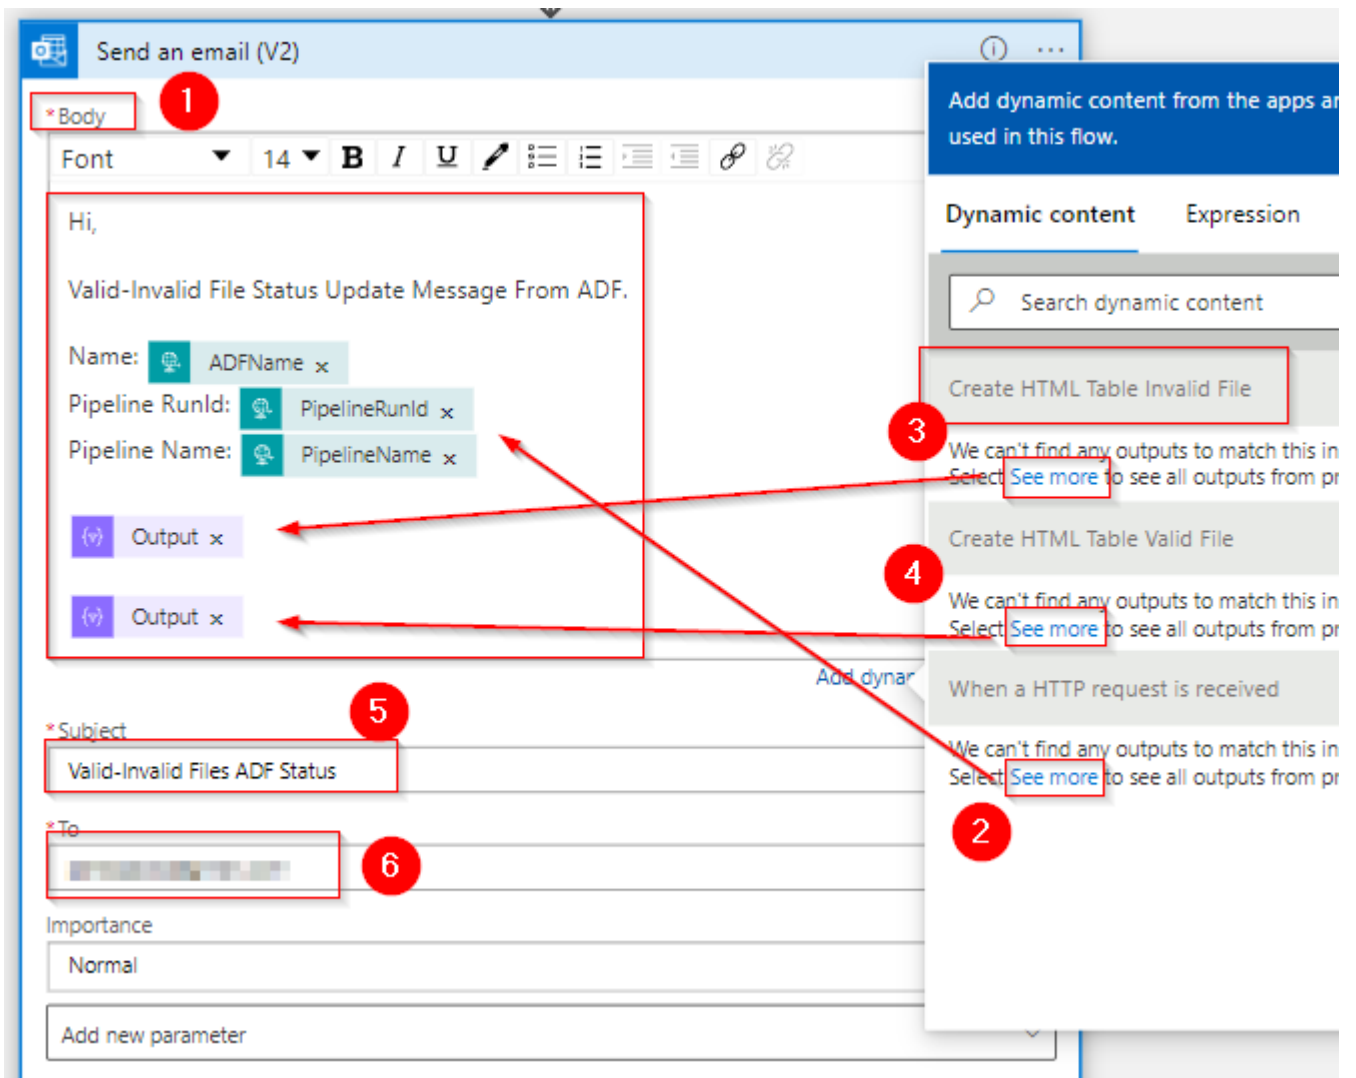 Send an email (V2)
* Body
1
Font 14 B I U
Hi,
Valid-Invalid File Status Update Message From ADF.
Name: ADFName x
Pipeline RunId: PipelineRunId x
Pipeline Name: PipelineName x
Output x
Output x
Add dynar
5
* Subject
Valid-Invalid Files ADF Status
* To
6
Importance
Normal
Add new parameter
Add dynamic content from the apps ar
used in this flow.
Dynamic content Expression
Search dynamic content
Create HTML Table Invalid File
3
We can't find any outputs to match this in
Select See more to see all outputs from pr
Create HTML Table Valid File
4
We can't find any outputs to match this in
Select See more to see all outputs from pr
When a HTTP request is received
We can't find any outputs to match this in
Select See more to see all outputs from pr
2